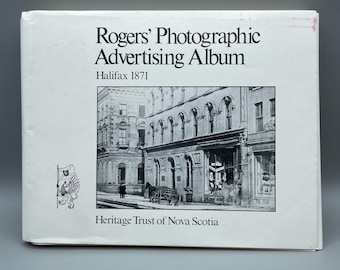 Rogers' Photographic
Advertising Album
Halifax 1871
Heritage Trust of Nova Scotia